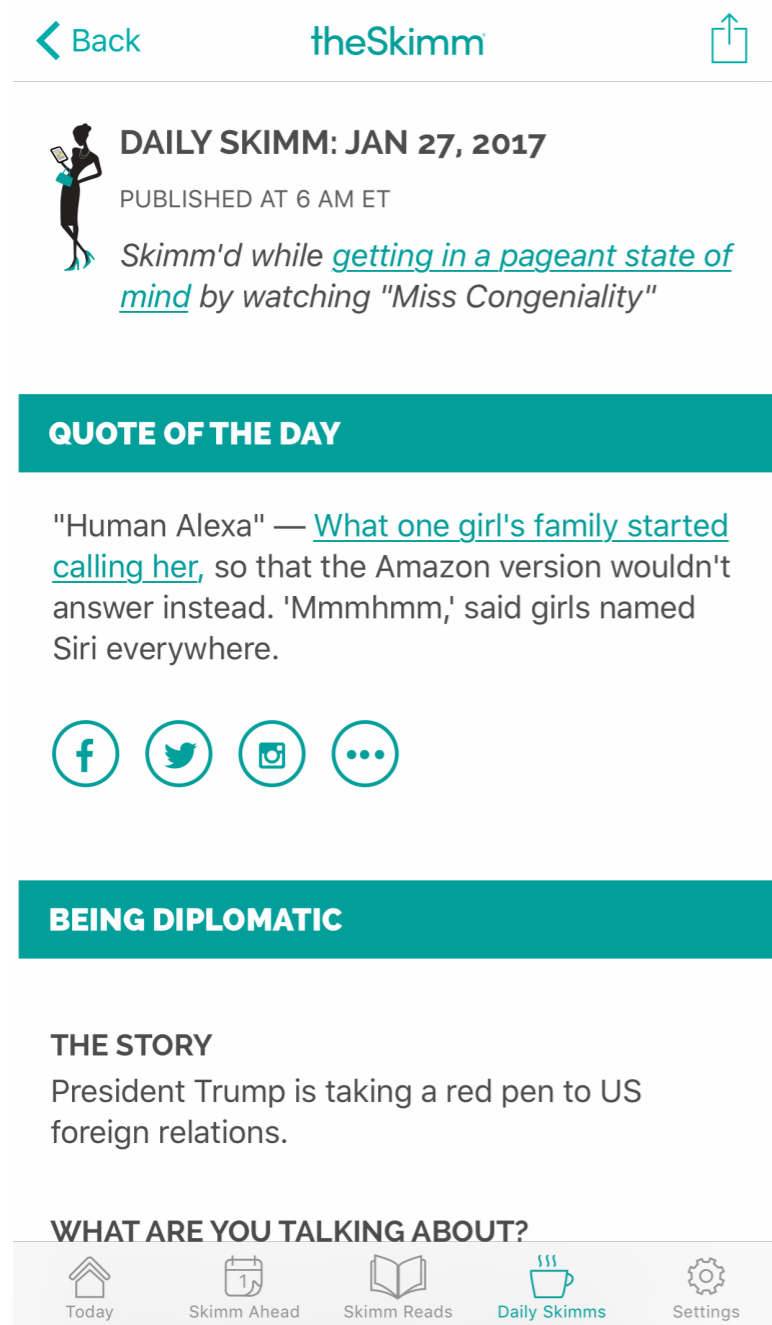 Back
theSkimm
DAILY SKIMM: JAN 27, 2017
PUBLISHED AT 6 AM ET
Skimm'd while getting in a pageant state of
mind by watching "Miss Congeniality"
QUOTE OF THE DAY
"Human Alexa" — What one girl's family started
calling her, so that the Amazon version wouldn't
answer instead. 'Mmmhmm,' said girls named
Siri everywhere.
BEING DIPLOMATIC
THE STORY
President Trump is taking a red pen to US
foreign relations.
WHAT ARE YOU TALKING ABOUT?
1
Today Skimm Ahead Skimm Reads Daily Skimms Settings